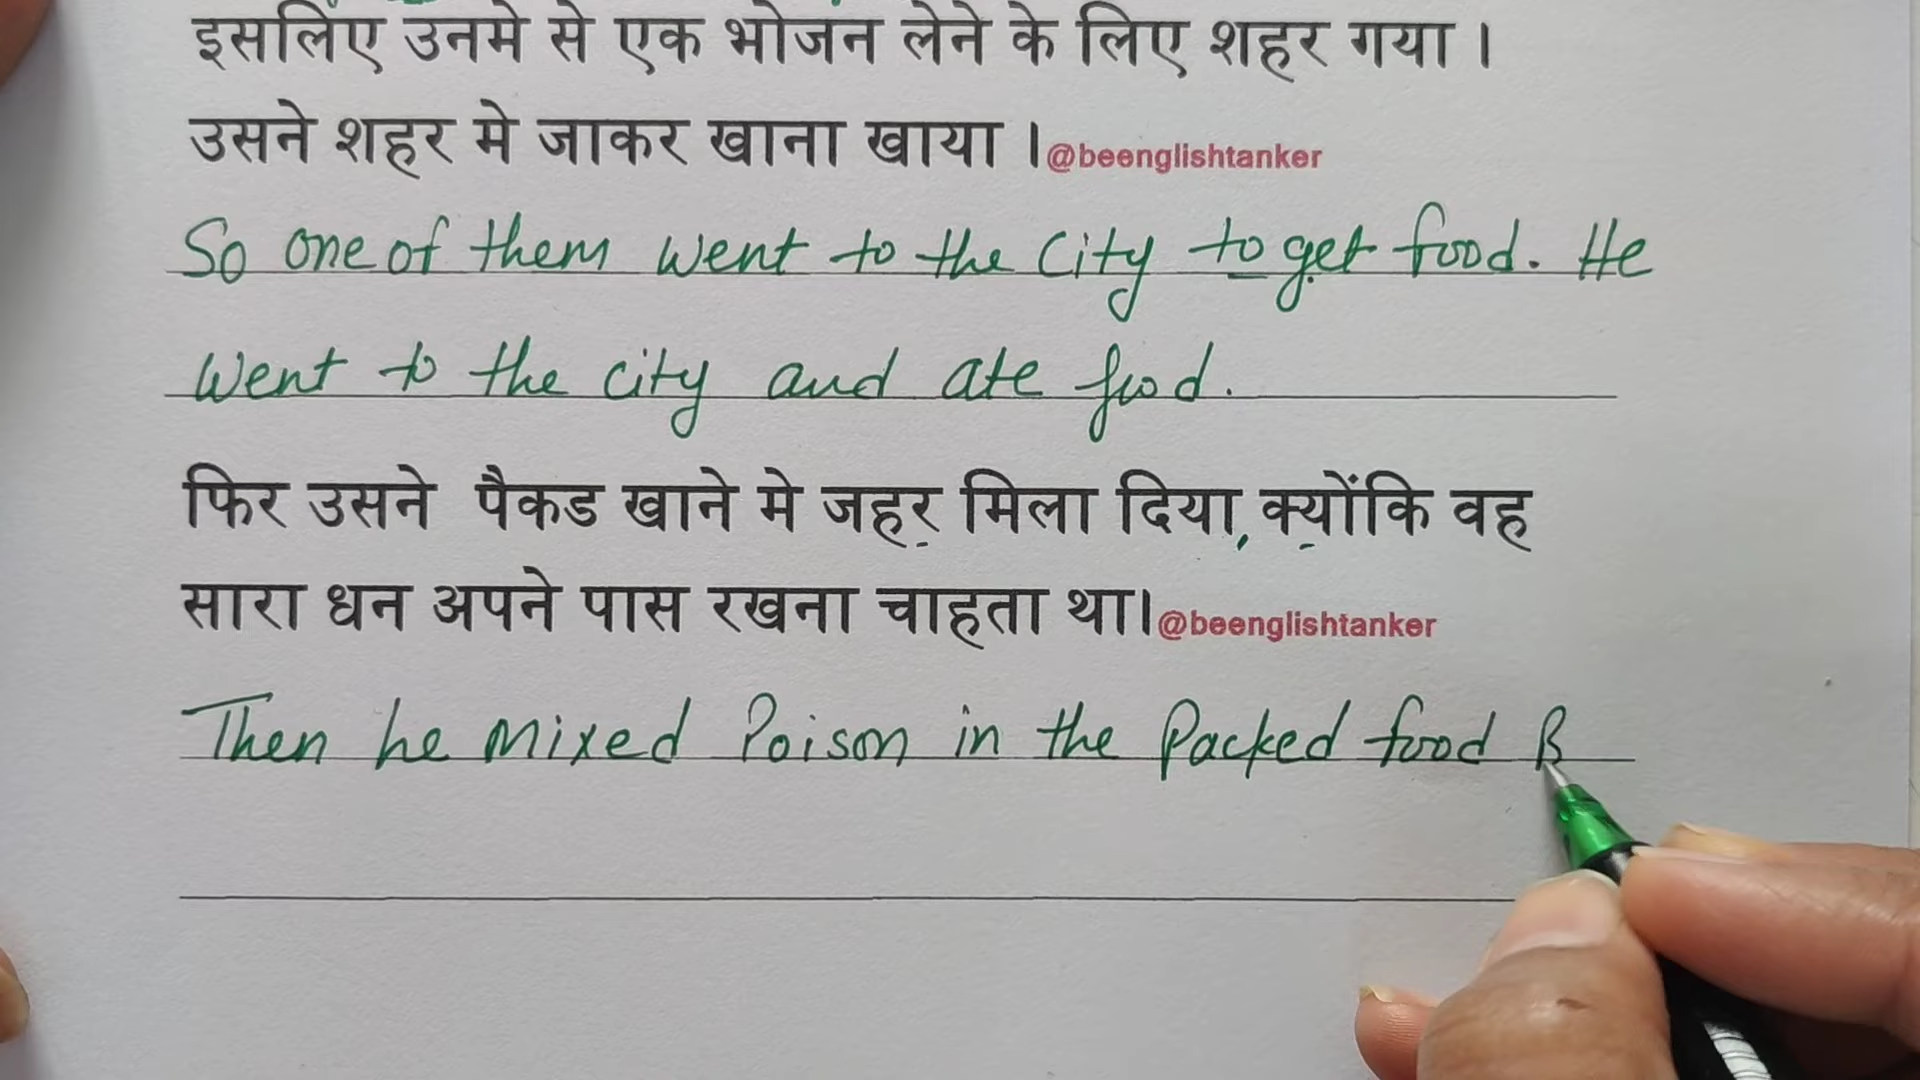 इसलिए उनमे से एक भोजन लेने के लिए शहर गया ।
उसने शहर मे जाकर खाना खाया ।@beenglishtanker
So one of them went to the City to get food. He
went to the city and ate food.
फिर उसने पैकड खाने मे जहर मिला दिया, क्योंकि वह
सारा धन अपने पास रखना चाहता था।@beenglishtanker
Then he mixed Poison in the Packed food B